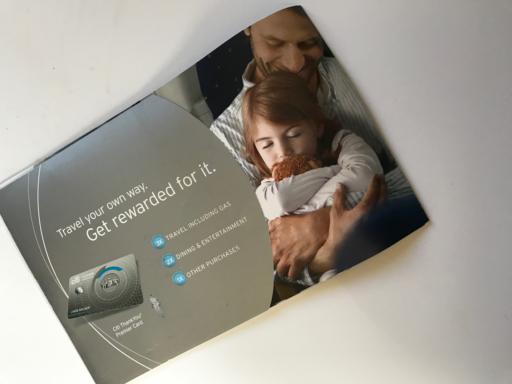 Travel your own way.
Get rewarded for it.
3X TRAVEL INCLUDING GAS
2X DINING & ENTERTAINMENT
1X OTHER PURCHASES
Citi ThankYou®
Premier Card